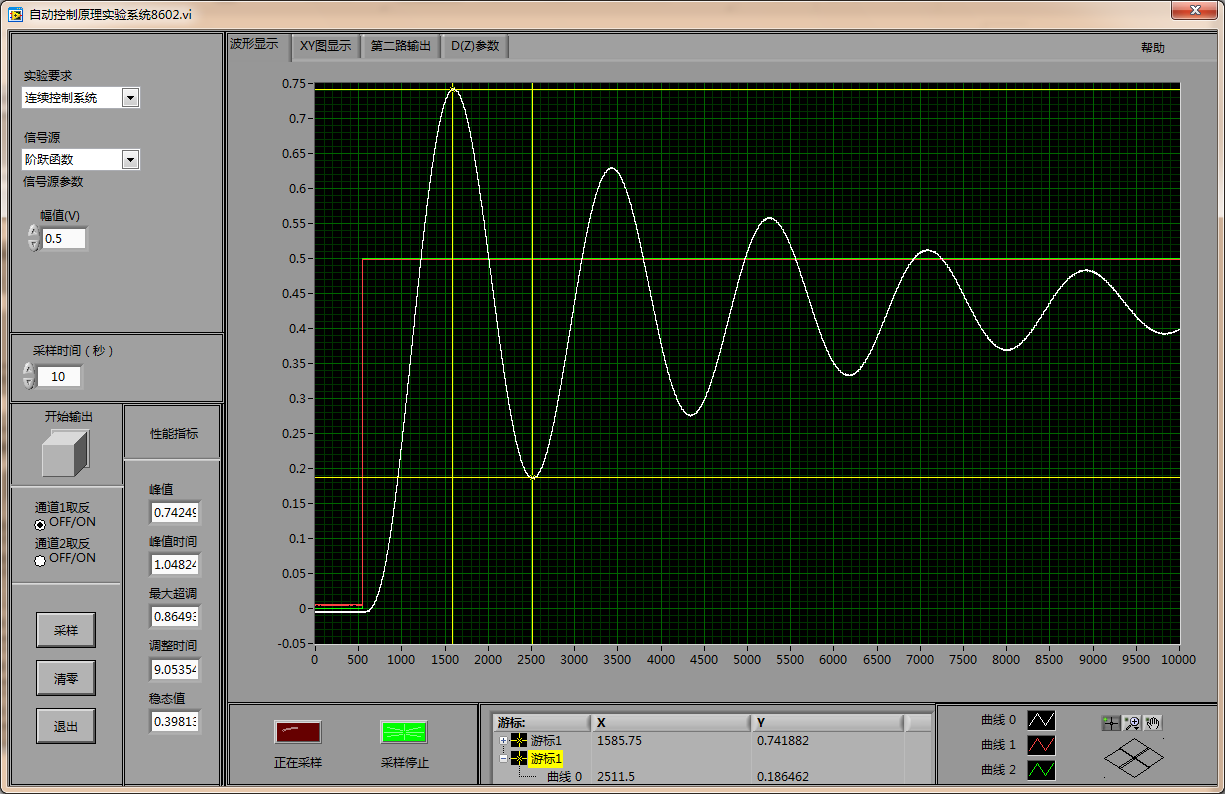 自动控制原理实验系统8602.vi
波形显示 XY图显示 第二路输出 D(Z)参数 帮助
实验要求
连续控制系统
信号源
阶跃函数
信号源参数
幅值(V)
0.5
采样时间（秒）
10
开始输出
通道1取反
OFF/ON
通道2取反
OFF/ON
采样
清零
退出
性能指标
峰值
0.74249
峰值时间
1.04824
最大超调
0.86493
调整时间
9.05354
稳态值
0.39813
0.75
0.7
0.65
0.6
0.55
0.5
0.45
0.4
0.35
0.3
0.25
0.2
0.15
0.1
0.05
0
-0.05
0 500 1000 1500 2000 2500 3000 3500 4000 4500 5000 5500 6000 6500 7000 7500 8000 8500 9000 9500 10000
正在采样 采样停止
游标: X Y
游标1 1585.75 0.741882
游标1
曲线 0 2511.5 0.186462
曲线 0
曲线 1
曲线 2